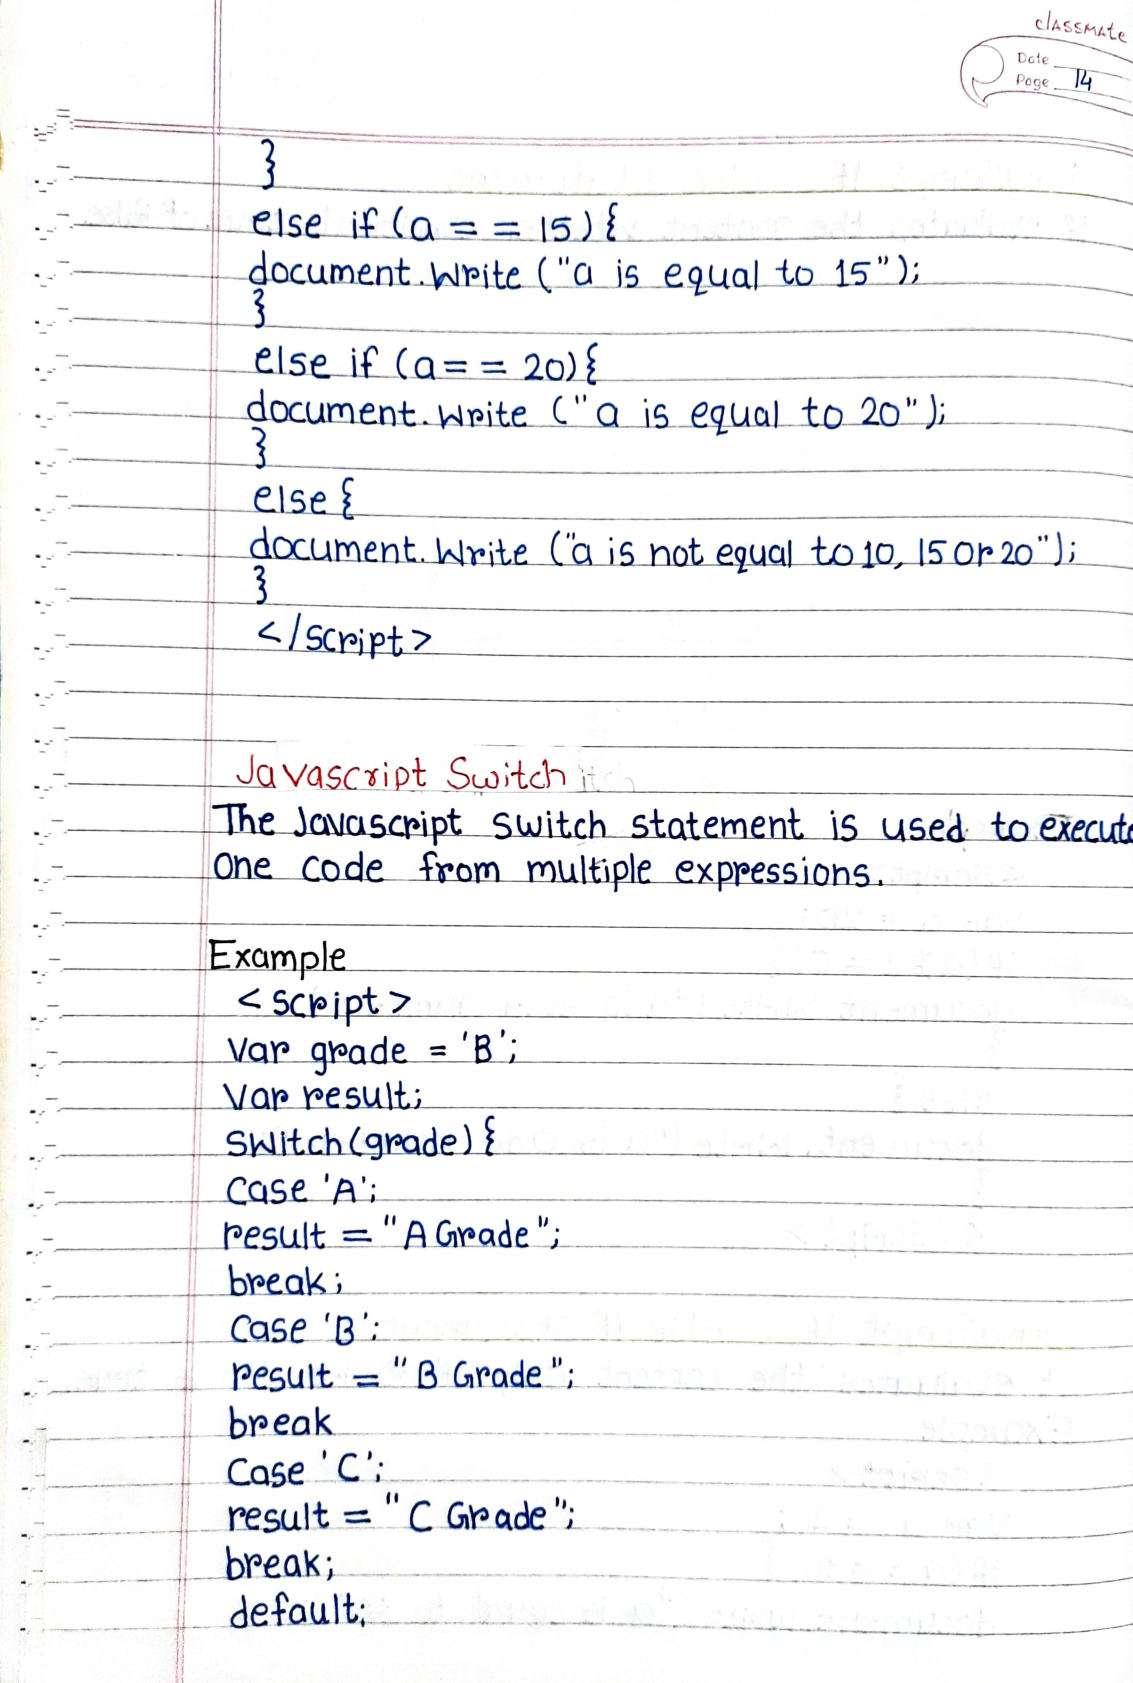 classmate
Date
Page 14
}
else if (a = = 15) {
document.Write ("a is equal to 15");
}
else if (a = = 20) {
document.Write ("a is equal to 20");
}
else {
document.Write ("a is not equal to 10, 15 Or 20");
}
</script>
Javascript Switch
The Javascript switch statement is used to execute
One code from multiple expressions.
Example
<script>
Var grade = 'B';
Var result;
Switch(grade) {
Case 'A';
result = "A Grade";
break;
Case 'B':
result = "B Grade";
break
Case 'C';
result = "C Grade";
break;
default;